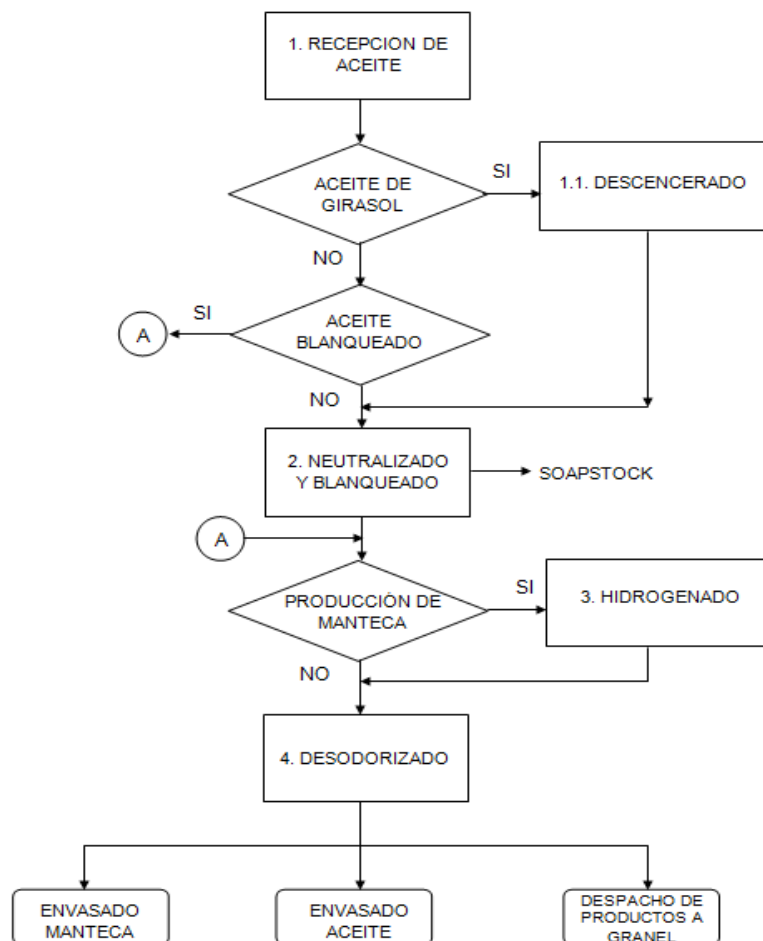 1. RECEPCION DE
ACEITE
ACEITE DE
GIRASOL
SI
1.1. DESCENCERADO
NO
ACEITE
BLANQUEADO
SI
A
NO
2. NEUTRALIZADO
Y BLANQUEADO
SOAPSTOCK
A
PRODUCCIÓN DE
MANTECA
SI
3. HIDROGENADO
NO
4. DESODORIZADO
ENVASADO
MANTECA
ENVASADO
ACEITE
DESPACHO DE
PRODUCTOS A
GRANEL